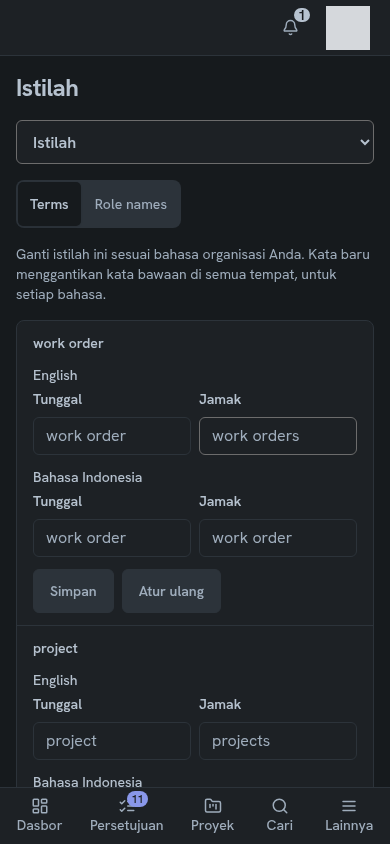 1
Istilah
Istilah
Terms Role names
Ganti istilah ini sesuai bahasa organisasi Anda. Kata baru
menggantikan kata bawaan di semua tempat, untuk
setiap bahasa.
work order
English
Tunggal Jamak
work order work orders
Bahasa Indonesia
Tunggal Jamak
work order work order
Simpan Atur ulang
project
English
Tunggal Jamak
project projects
Bahasa Indonesia
11
Dasbor Persetujuan Proyek Cari Lainnya